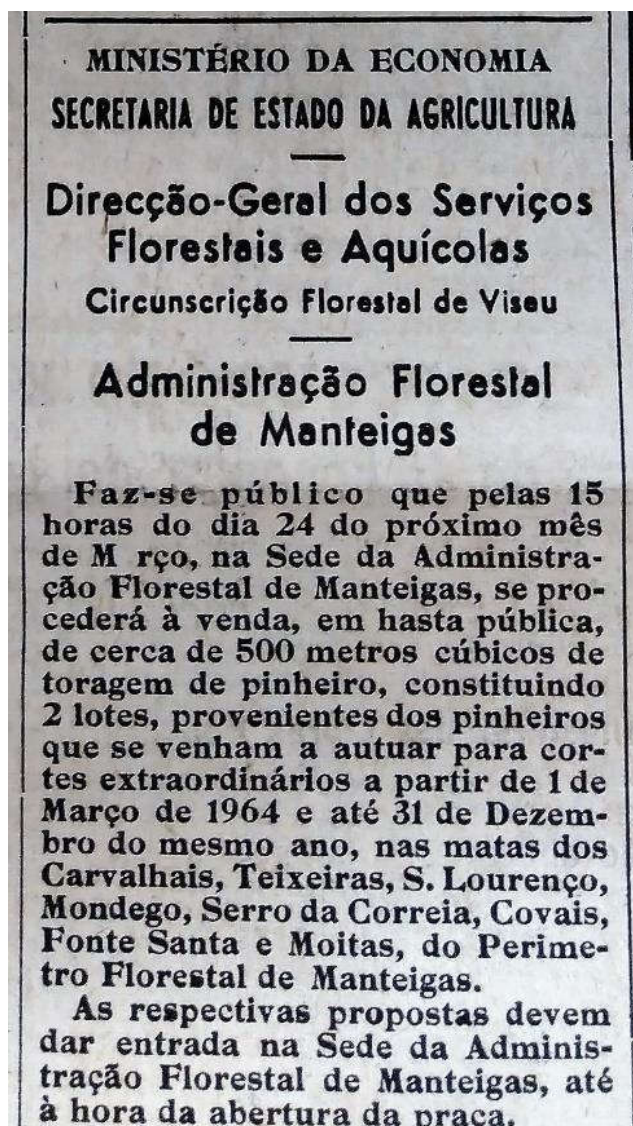 MINISTÉRIO DA ECONOMIA
SECRETARIA DE ESTADO DA AGRICULTURA
Direcção-Geral dos Serviços
Florestais e Aquícolas
Circunscrição Florestal de Viseu
Administração Florestal
de Manteigas
Faz-se público que pelas 15
horas do dia 24 do próximo mês
de M rço, na Sede da Administra-
ção Florestal de Manteigas, se pro-
cederá à venda, em hasta pública,
de cerca de 500 metros cúbicos de
toragem de pinheiro, constituindo
2 lotes, provenientes dos pinheiros
que se venham a autuar para cor-
tes extraordinários a partir de 1 de
Março de 1964 e até 31 de Dezem-
bro do mesmo ano, nas matas dos
Carvalhais, Teixeiras, S. Lourenço,
Mondego, Serro da Correia, Covais,
Fonte Santa e Moitas, do Perime-
tro Florestal de Manteigas.
As respectivas propostas devem
dar entrada na Sede da Adminis-
tração Florestal de Manteigas, até
à hora da abertura da praça.